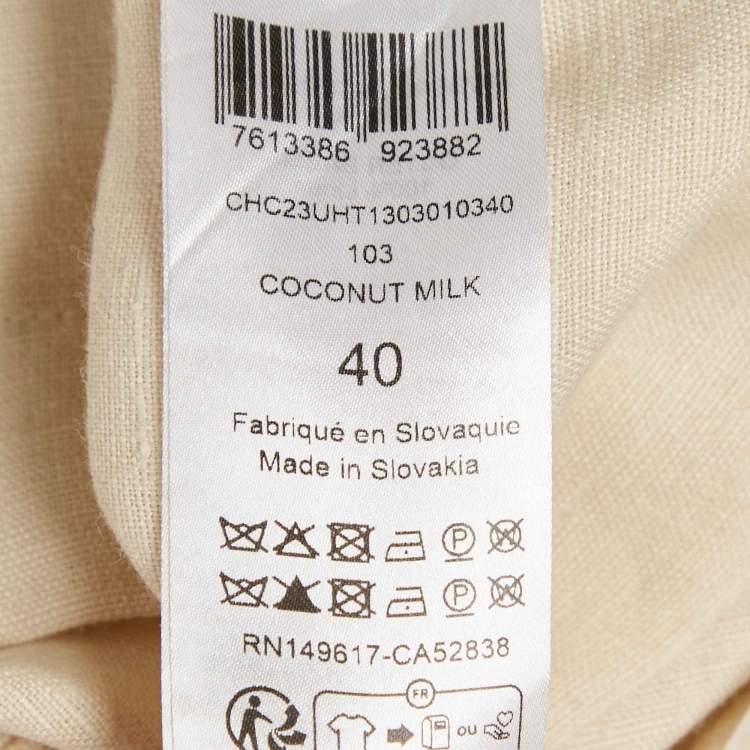 7613386 923882
CHC23UHT1303010340
103
COCONUT MILK
40
Fabriqué en Slovaquie
Made in Slovakia
P
P
RN149617-CA52838
FR
ou